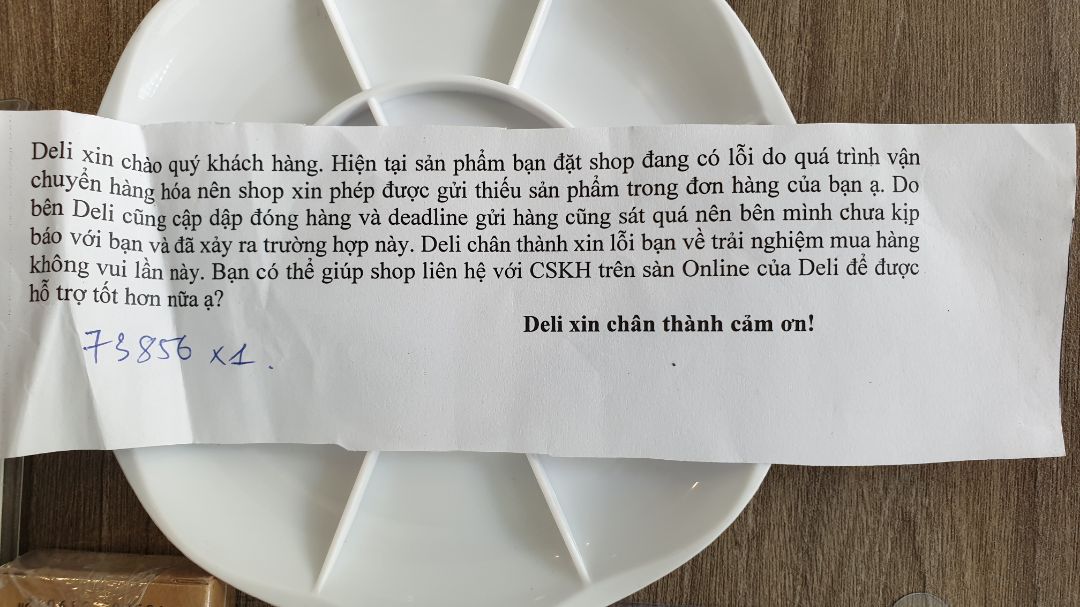 Deli xin chào quý khách hàng. Hiện tại sản phẩm bạn đặt shop đang có lỗi do quá trình vận
chuyển hàng hóa nên shop xin phép được gửi thiếu sản phẩm trong đơn hàng của bạn ạ. Do
bên Deli cũng cập dập đóng hàng và deadline gửi hàng cũng sát quá nên bên mình chưa kịp
báo với bạn và đã xảy ra trường hợp này. Deli chân thành xin lỗi bạn về trải nghiệm mua hàng
không vui lần này. Bạn có thể giúp shop liên hệ với CSKH trên sàn Online của Deli để được
hỗ trợ tốt hơn nữa ạ?
Deli xin chân thành cảm ơn!
73856 x1.